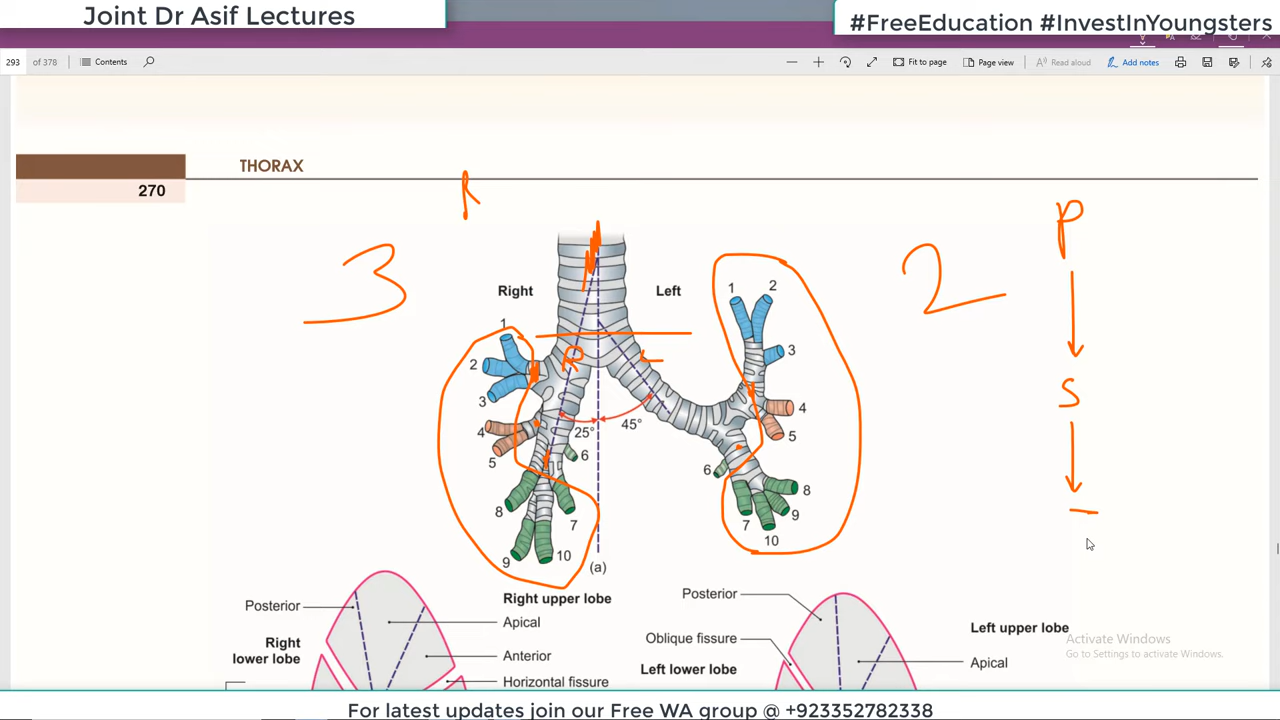 Joint Dr Asif Lectures
#FreeEducation #InvestInYoungsters
293 of 378 Contents Fit to page Page view Read aloud Add notes
THORAX
270
R
3
2
P
S
Right Left
R L
1
2
3
4
5
6
8
7
9
10
25° 45°
1 2
3
4
5
6
8
9
7
10
(a)
Posterior
Right upper lobe
Apical
Right
lower lobe
Anterior
Horizontal fissure
Posterior
Left upper lobe
Oblique fissure
Apical
Left lower lobe
Activate Windows
Go to Settings to activate Windows.
For latest updates join our Free WA group @ +923352782338